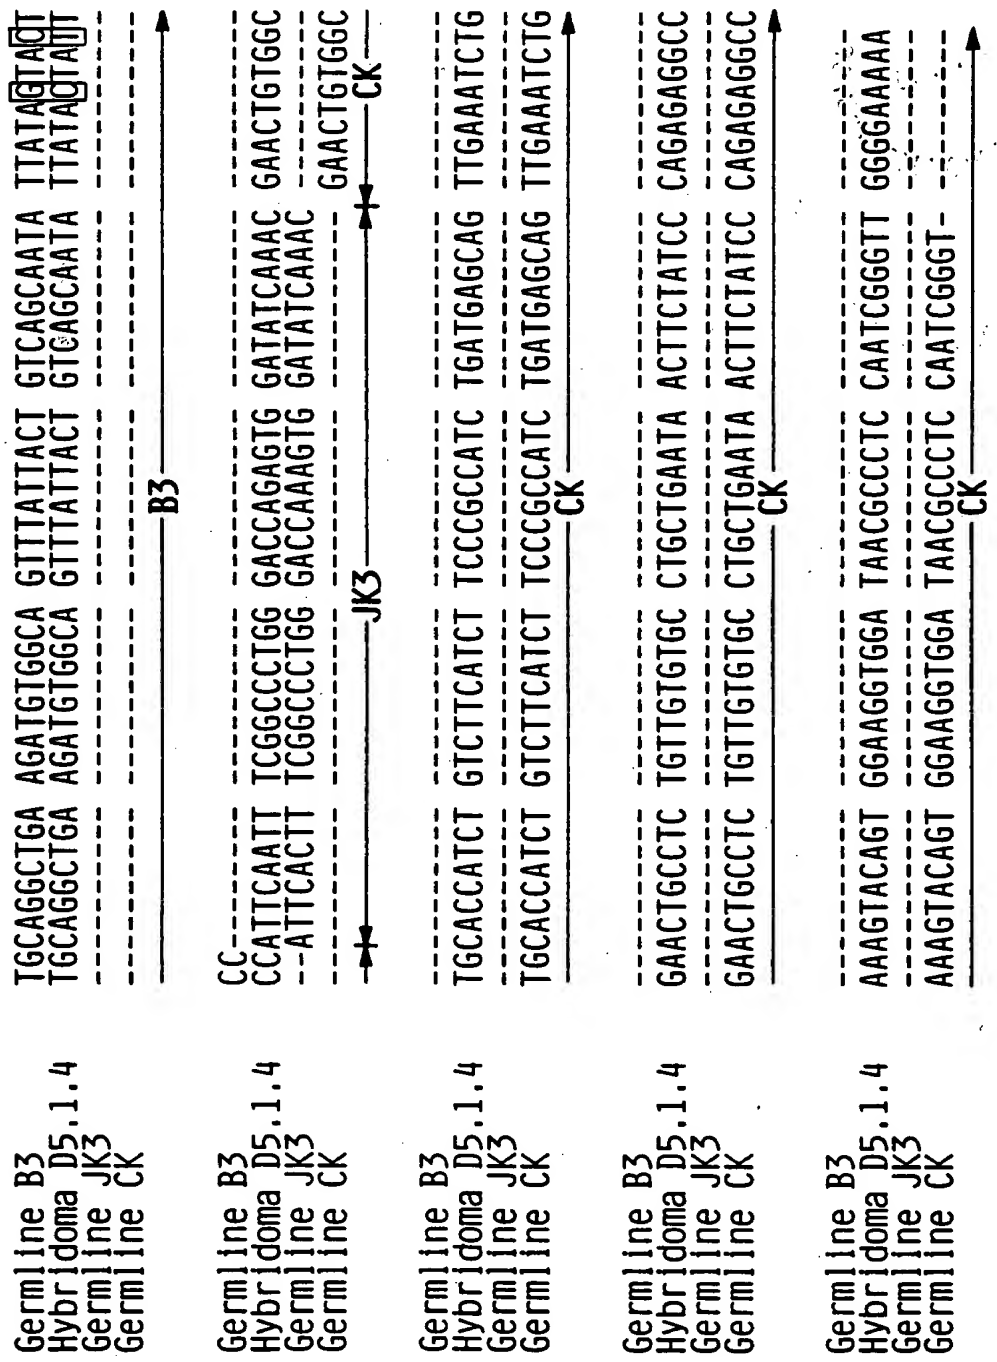 Germline B3 TGCAGGCTGA AGATGTGGCA GTTTATTACT GTCAGCAATA TTATAGTACT
Hybridoma D5.1.4 TGCAGGCTGA AGATGTGGCA GTTTATTACT GTCAGCAATA TTATACTATT
Germline JK3 ---------- ---------- ---------- ---------- ----------
Germline CK ---------- ---------- ---------- ---------- ----------
B3
Germline B3 CC-------- ---------- ---------- ---------- ----------
Hybridoma D5.1.4 CCATTCAATT TCGGCCCTGG GACCAGAGTG GATATCAAAC GAACTGTGGC
Germline JK3 --ATTCACTT TCGGCCCTGG GACCAAAGTG GATATCAAAC ----------
Germline CK ---------- ---------- ---------- ---------- GAACTGTGGC
JK3 CK
Germline B3 ---------- ---------- ---------- ---------- ----------
Hybridoma D5.1.4 TGCACCATCT GTCTTCATCT TCCCGCCATC TGATGAGCAG TTGAAATCTG
Germline JK3 ---------- ---------- ---------- ---------- ----------
Germline CK TGCACCATCT GTCTTCATCT TCCCGCCATC TGATGAGCAG TTGAAATCTG
CK
Germline B3 ---------- ---------- ---------- ---------- ----------
Hybridoma D5.1.4 GAACTGCCTC TGTTGTGTGC CTGCTGAATA ACTTCTATCC CAGAGAGGCC
Germline JK3 ---------- ---------- ---------- ---------- ----------
Germline CK GAACTGCCTC TGTTGTGTGC CTGCTGAATA ACTTCTATCC CAGAGAGGCC
CK
Germline B3 ---------- ---------- ---------- ---------- ---------
Hybridoma D5.1.4 AAAGTACAGT GGAAGGTGGA TAACGCCCTC CAATCGGGTT GGGGAAAAA
Germline JK3 ---------- ---------- ---------- ---------- ---------
Germline CK AAAGTACAGT GGAAGGTGGA TAACGCCCTC CAATCGGGT- ---------
CK